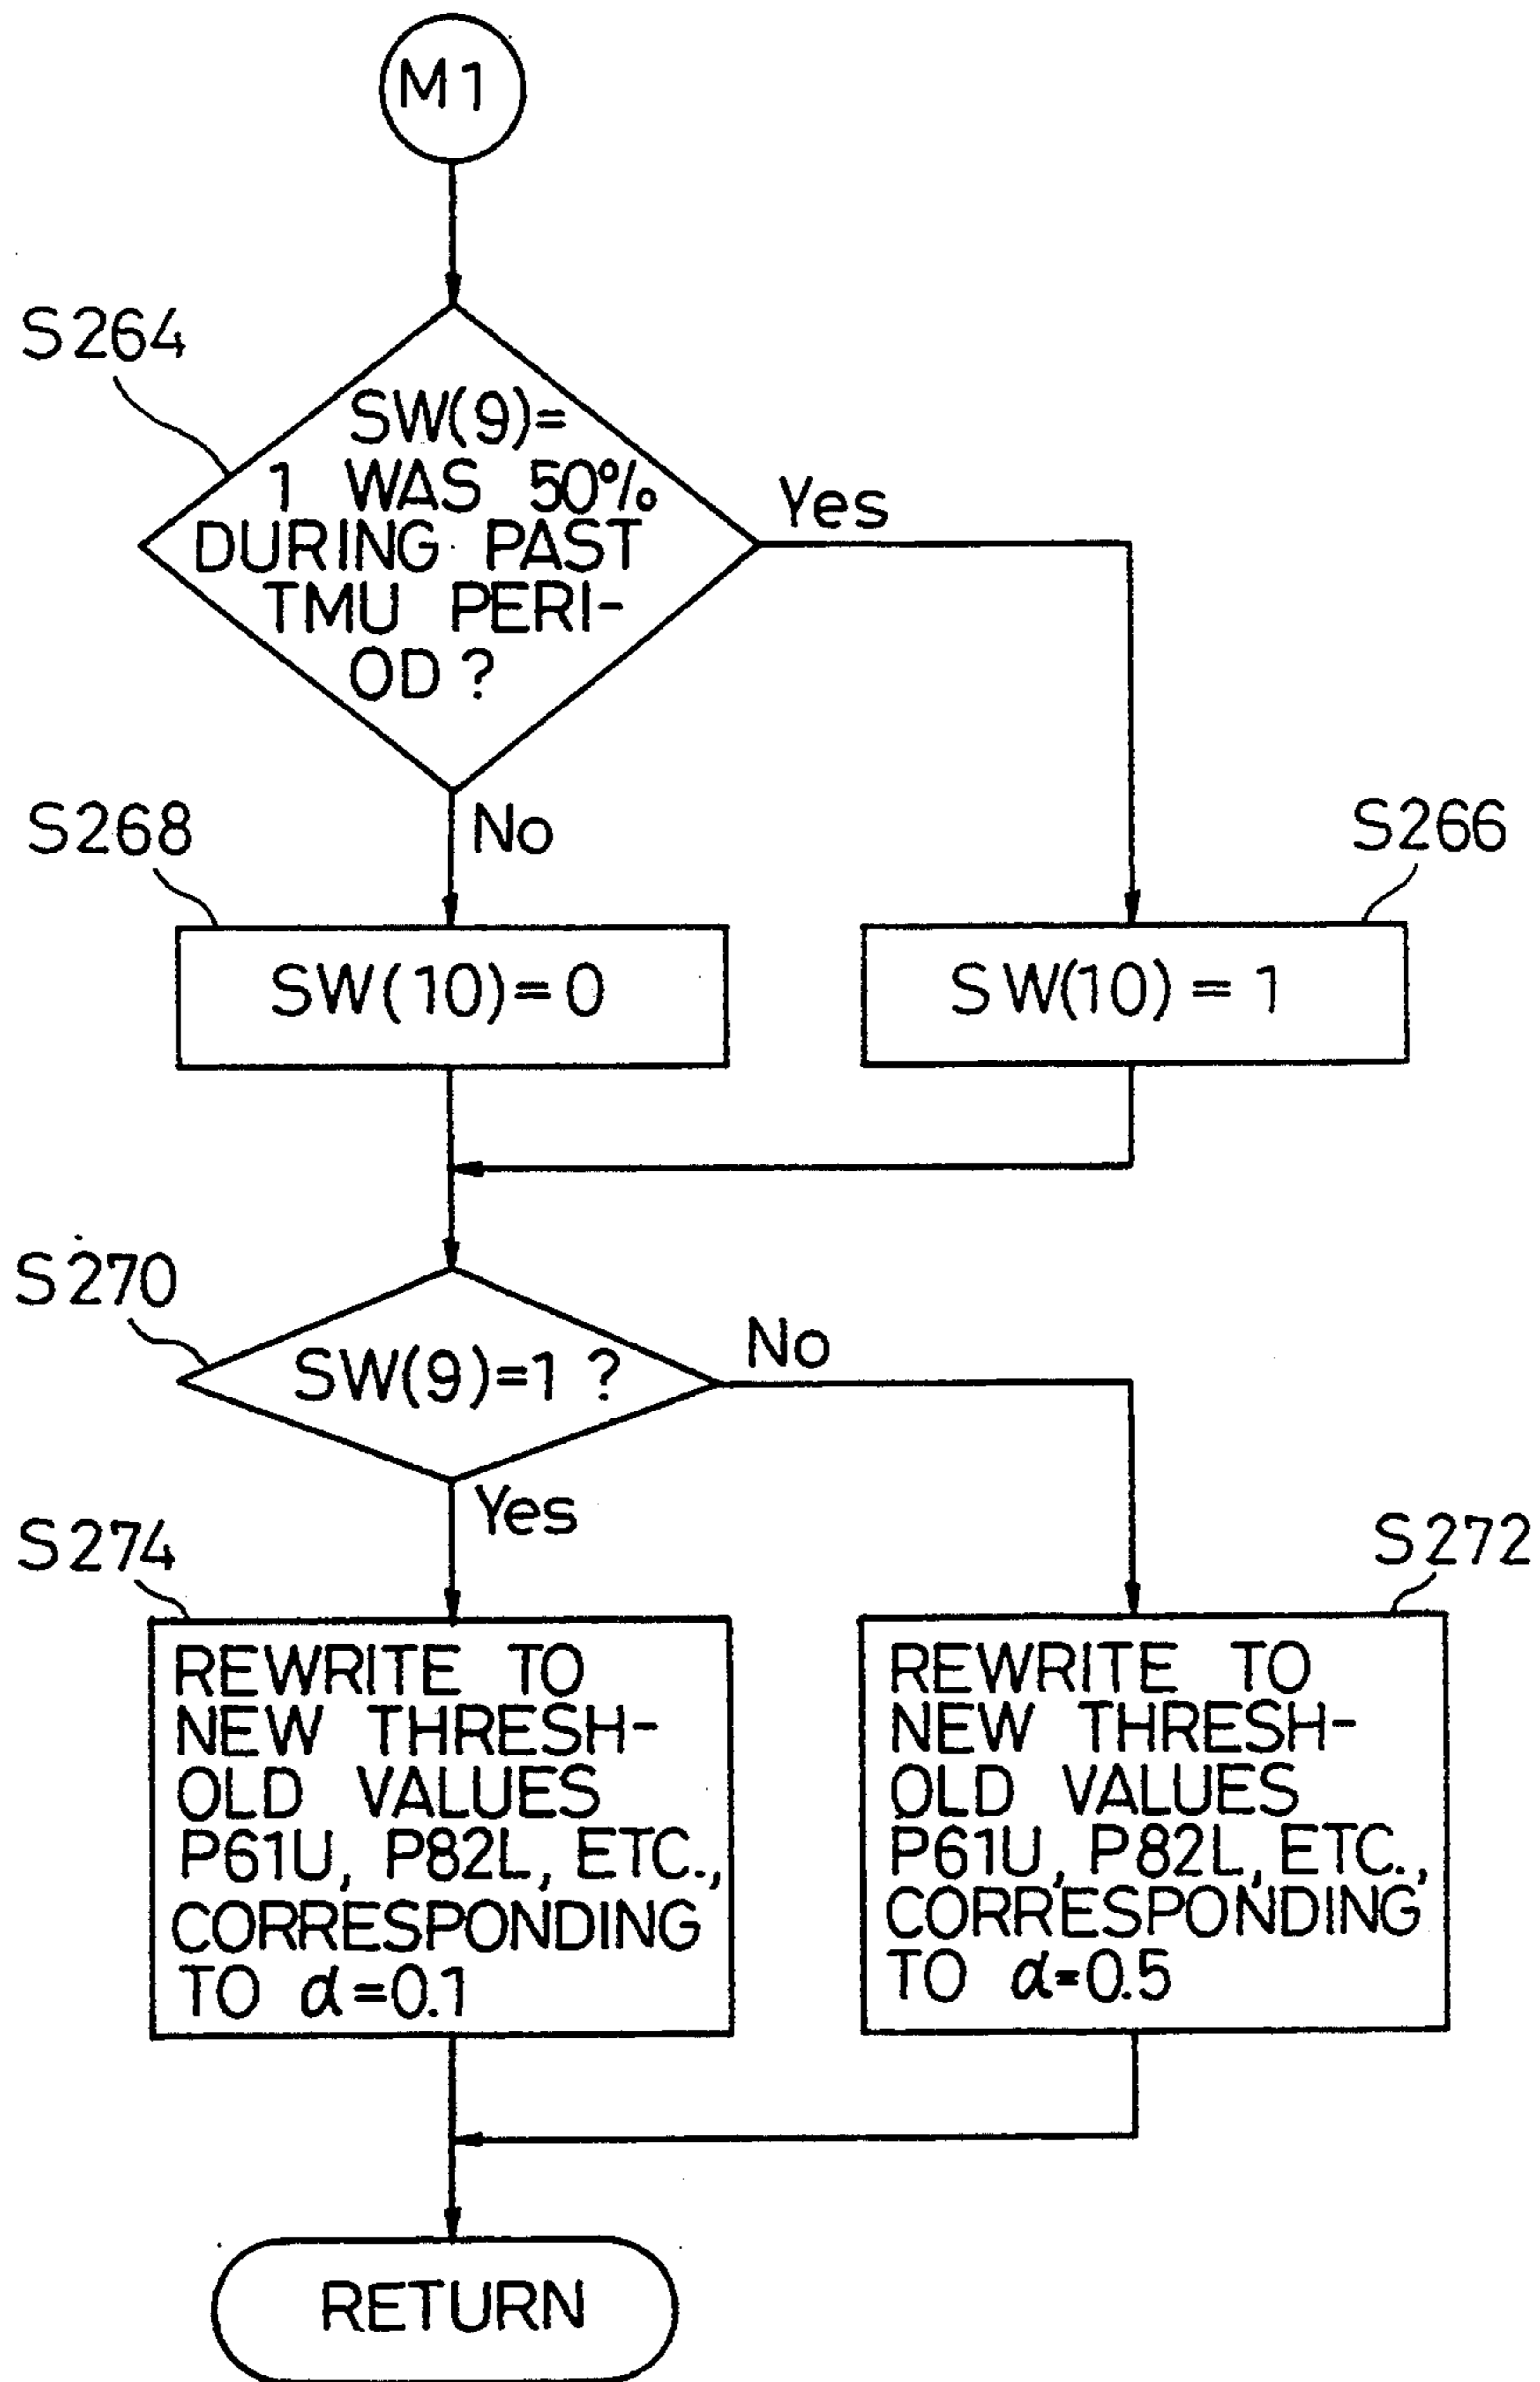 M1
S264
SW(9)=
1 WAS 50%
DURING PAST
TMU PERI-
OD?
Yes
No
S268
S266
SW(10)=0
SW(10)=1
S270
SW(9)=1 ?
No
Yes
S274
S272
REWRITE TO
NEW THRESH-
OLD VALUES
P61U, P82L, ETC.,
CORRESPONDING
TO α=0.1
REWRITE TO
NEW THRESH-
OLD VALUES
P61U, P82L, ETC.,
CORRESPONDING
TO α=0.5
RETURN